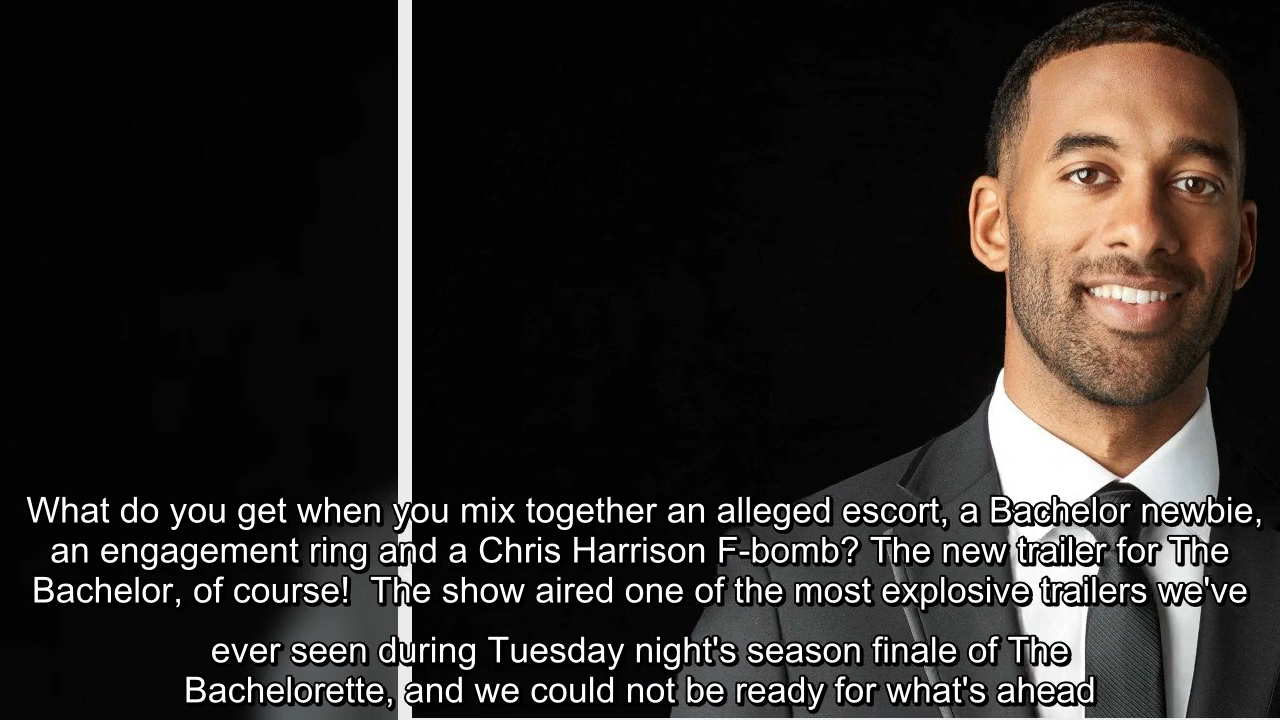 What do you get when you mix together an alleged escort, a Bachelor newbie,
an engagement ring and a Chris Harrison F-bomb? The new trailer for The
Bachelor, of course!  The show aired one of the most explosive trailers we've
ever seen during Tuesday night's season finale of The
Bachelorette, and we could not be ready for what's ahead